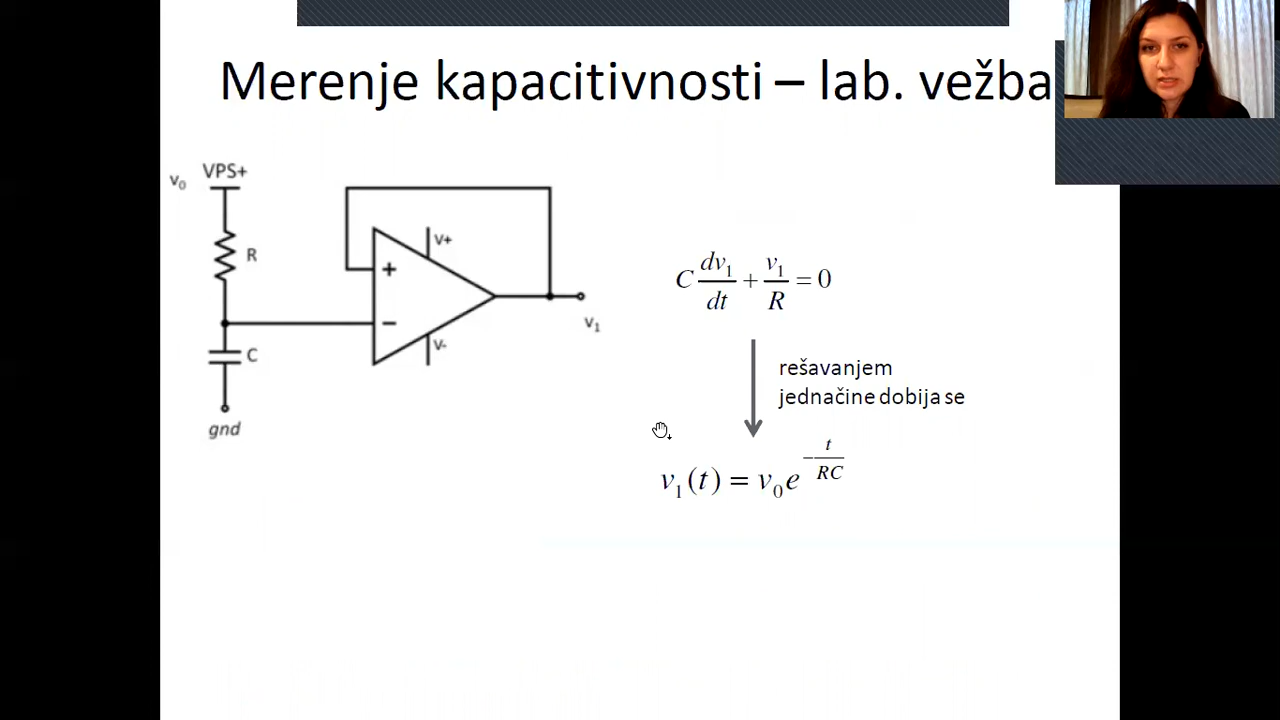 Merenje kapacitivnosti – lab. vežba
v₀ VPS+
R
C
gnd
V+
+
−
V-
v₁
C dv₁/dt + v₁/R = 0
rešavanjem
jednačine dobija se
v₁(t) = v₀e^(−t/RC)